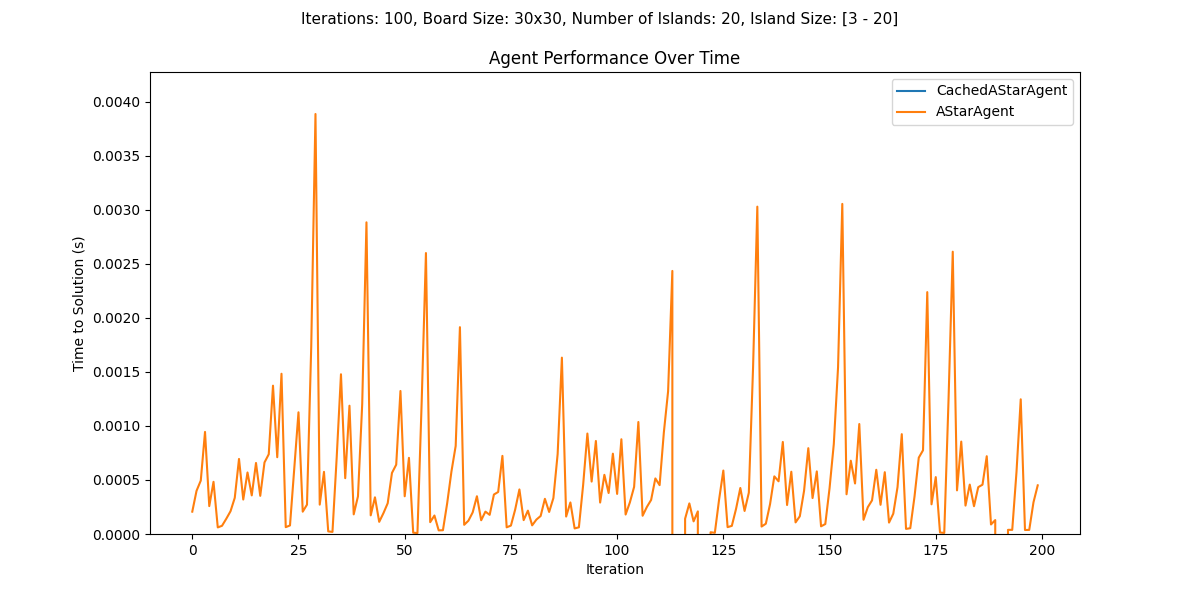 Iterations: 100, Board Size: 30x30, Number of Islands: 20, Island Size: [3 - 20]
Agent Performance Over Time
CachedAStarAgent
AStarAgent
Time to Solution (s)
0.0040
0.0035
0.0030
0.0025
0.0020
0.0015
0.0010
0.0005
0.0000
0 25 50 75 100 125 150 175 200
Iteration